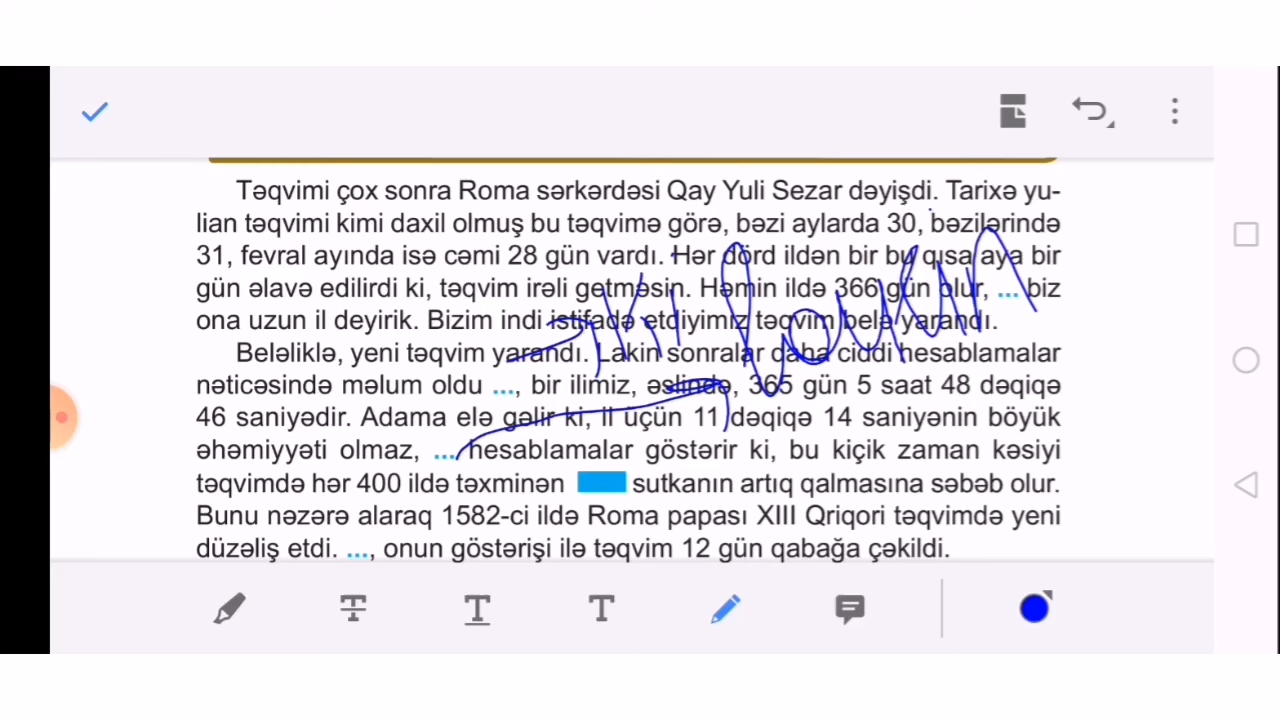 Təqvimi çox sonra Roma sərkərdəsi Qay Yuli Sezar dəyişdi. Tarixə yu-
lian təqvimi kimi daxil olmuş bu təqvimə görə, bəzi aylarda 30, bəzilərində
31, fevral ayında isə cəmi 28 gün vardı. Hər dörd ildən bir bu qısa aya bir
gün əlavə edilirdi ki, təqvim irəli getməsin. Həmin ildə 366 gün olur, ... biz
ona uzun il deyirik. Bizim indi istifadə etdiyimiz təqvim belə yarandı.
Beləliklə, yeni təqvim yarandı. Lakin sonralar daha ciddi hesablamalar
nəticəsində məlum oldu ..., bir ilimiz, əslində, 365 gün 5 saat 48 dəqiqə
46 saniyədir. Adama elə gəlir ki, il üçün 11 dəqiqə 14 saniyənin böyük
əhəmiyyəti olmaz, ... hesablamalar göstərir ki, bu kiçik zaman kəsiyi
təqvimdə hər 400 ildə təxminən sutkanın artıq qalmasına səbəb olur.
Bunu nəzərə alaraq 1582-ci ildə Roma papası XIII Qriqori təqvimdə yeni
düzəliş etdi. ..., onun göstərişi ilə təqvim 12 gün qabağa çəkildi.